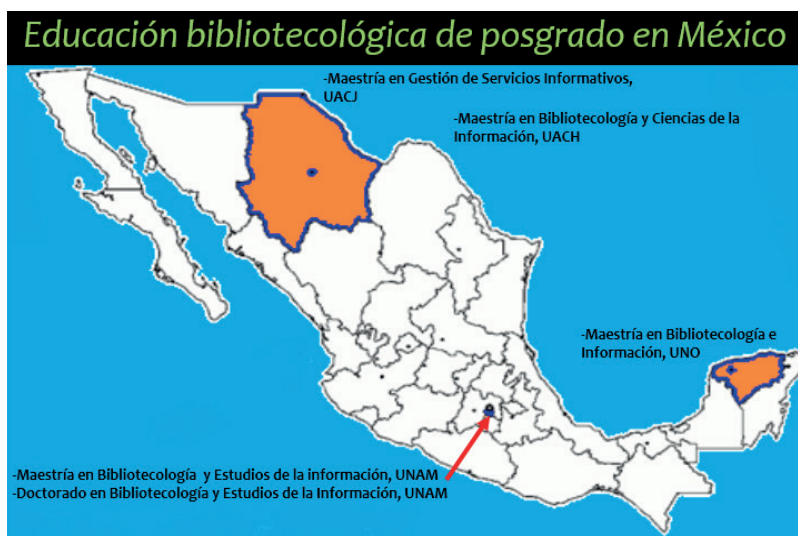 Educación bibliotecológica de posgrado en México
-Maestría en Gestión de Servicios Informativos,
UACJ
-Maestría en Bibliotecología y Ciencias de la
Información, UACH
-Maestría en Bibliotecología e
Información, UNO
-Maestría en Bibliotecología  y Estudios de la información, UNAM
-Doctorado en Bibliotecología y Estudios de la Información, UNAM